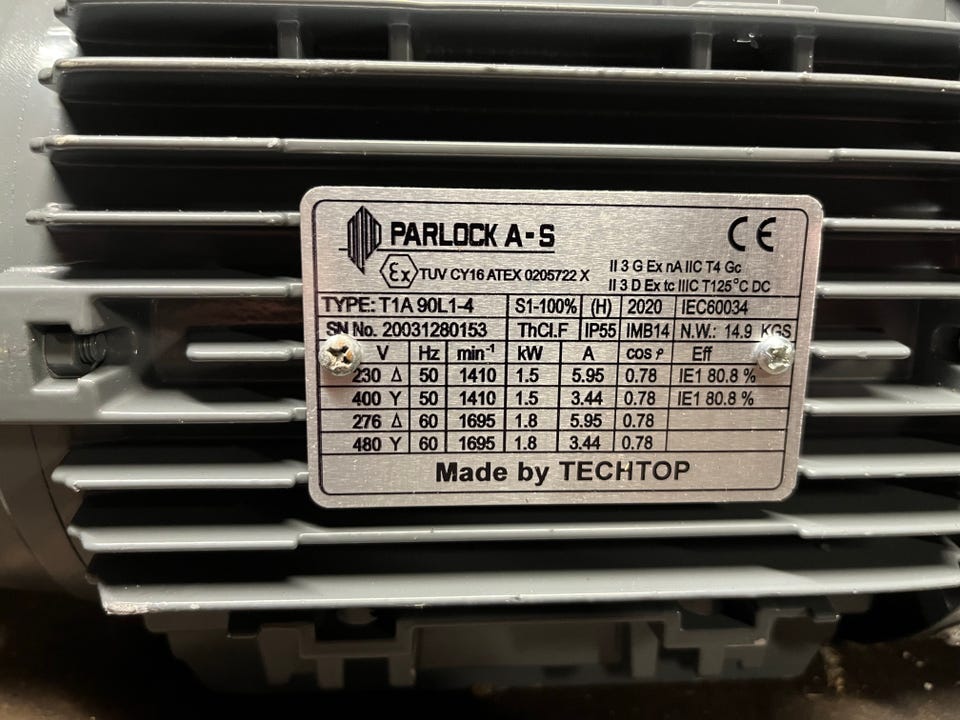 PARLOCK A-S
CE
Ex TUV CY16 ATEX 0205722 X
II 3 G Ex nA IIC T4 Gc
II 3 D Ex tc IIIC T125°C DC
TYPE: T1A 90L1-4 S1-100% (H) 2020 IEC60034
SN No. 20031280153 ThCl.F IP55 IMB14 N.W.: 14.9 KGS
V Hz min⁻¹ kW A cos φ Eff
230 Δ 50 1410 1.5 5.95 0.78 IE1 80.8 %
400 Y 50 1410 1.5 3.44 0.78 IE1 80.8 %
276 Δ 60 1695 1.8 5.95 0.78
480 Y 60 1695 1.8 3.44 0.78
Made by TECHTOP